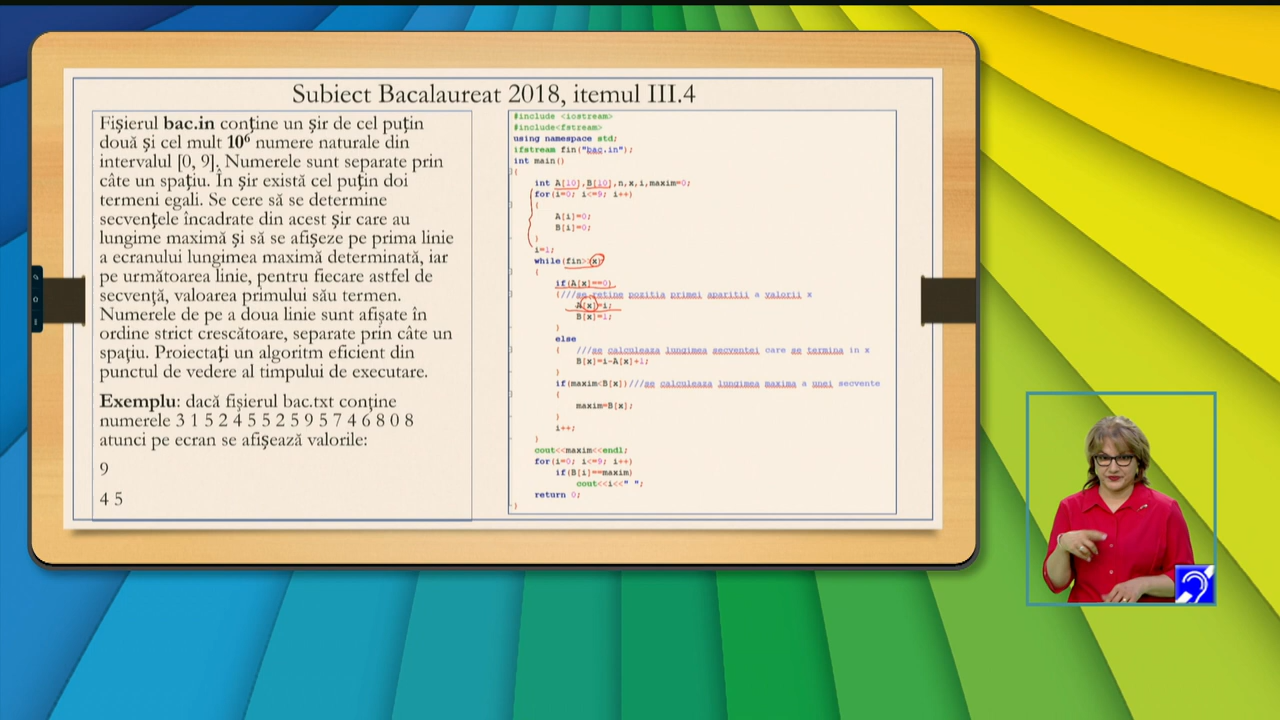 Subiect Bacalaureat 2018, itemul III.4
Fișierul bac.in conține un șir de cel puțin
două și cel mult 10⁶ numere naturale din
intervalul [0, 9]. Numerele sunt separate prin
câte un spațiu. În șir există cel puțin doi
termeni egali. Se cere să se determine
secvențele încadrate din acest șir care au
lungime maximă și să se afișeze pe prima linie
a ecranului lungimea maximă determinată, iar
pe următoarea linie, pentru fiecare astfel de
secvență, valoarea primului său termen.
Numerele de pe a doua linie sunt afișate în
ordine strict crescătoare, separate prin câte un
spațiu. Proiectați un algoritm eficient din
punctul de vedere al timpului de executare.
Exemplu: dacă fișierul bac.txt conține
numerele 3 1 5 2 4 5 5 2 5 9 5 7 4 6 8 0 8
atunci pe ecran se afișează valorile:
9
4 5
#include <iostream>
#include<fstream>
using namespace std;
ifstream fin("bac.in");
int main()
{
int A[10],B[10],n,x,i,maxim=0;
for(i=0; i<=9; i++)
{
A[i]=0;
B[i]=0;
}
i=1;
while(fin>>x)
{
if(A[x]==0)
{///se retine pozitia primei aparitii a valorii x
A[x]=i;
B[x]=1;
}
else
{ ///se calculeaza lungimea secventei care se termina in x
B[x]=i-A[x]+1;
}
if(maxim<B[x])///se calculeaza lungimea maxima a unei secvente
{
maxim=B[x];
}
i++;
}
cout<<maxim<<endl;
for(i=0; i<=9; i++)
if(B[i]==maxim)
cout<<i<<" ";
return 0;
}